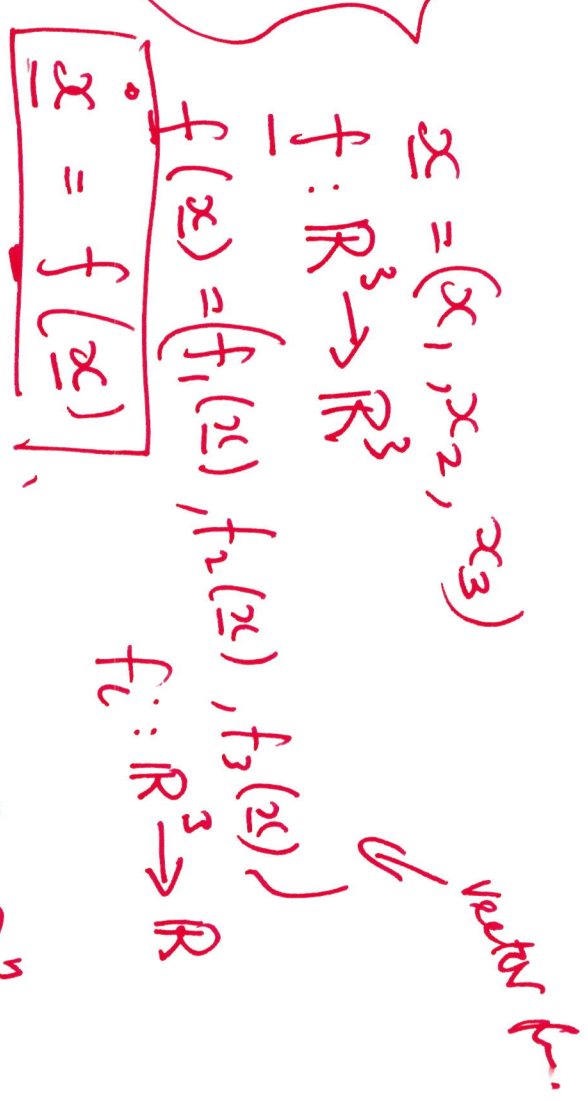 x̲ = (x₁, x₂, x₃)
f̲ : ℝ³ → ℝ³
vector
f(x̲) = (f₁(x̲), f₂(x̲), f₃(x̲))
fᵢ : ℝ³ → ℝ
ẋ̲ = f(x̲)